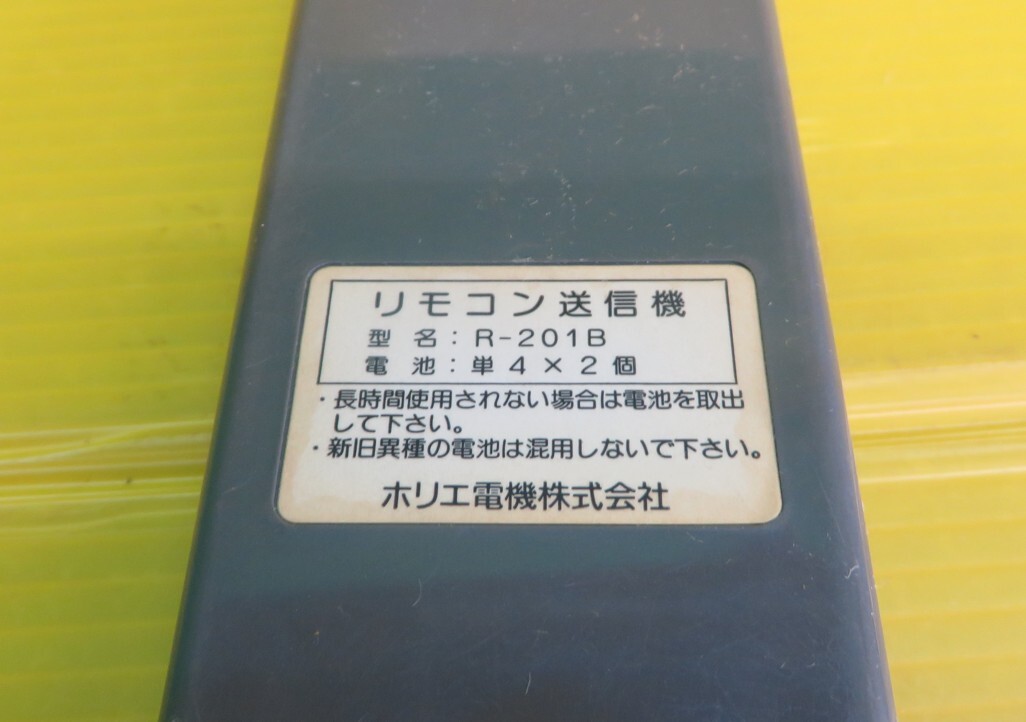 リモコン送信機
型名：R-201B
電池：単4×2個
・長時間使用されない場合は電池を取出
して下さい。
・新旧異種の電池は混用しないで下さい。
ホリエ電機株式会社